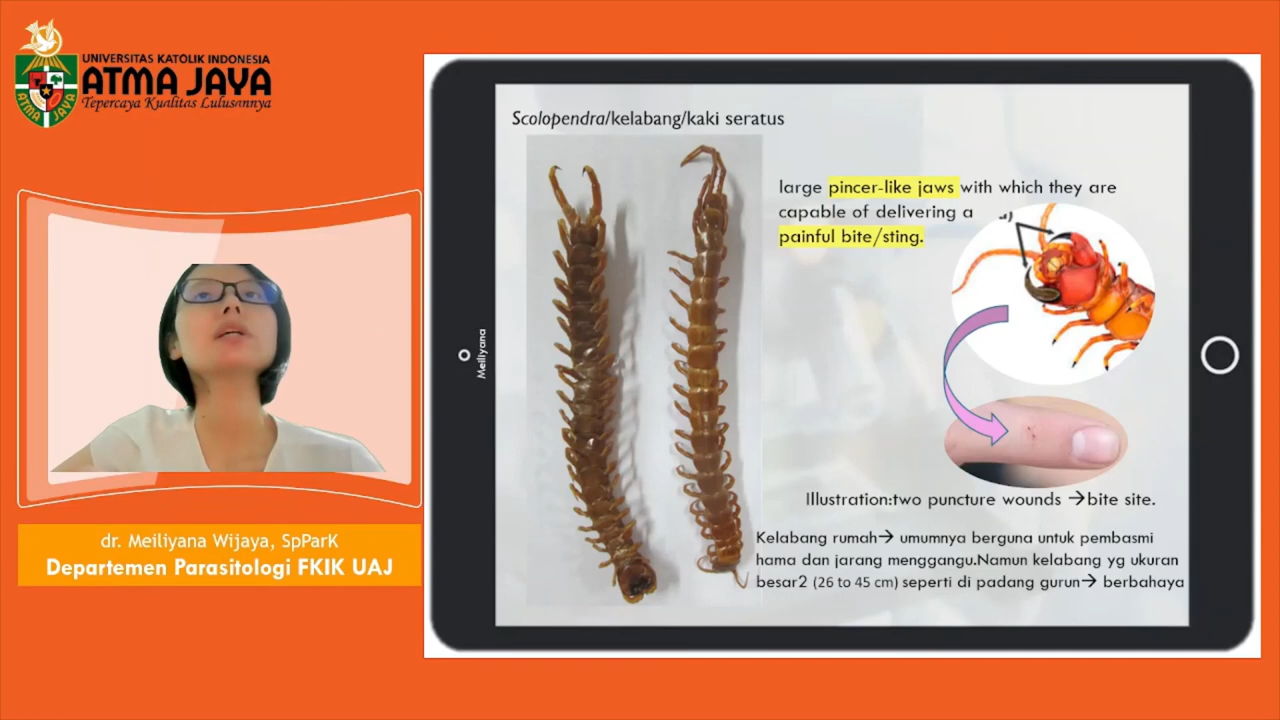 UNIVERSITAS KATOLIK INDONESIA
ATMA JAYA
Tepercaya Kualitas Lulusannya
ATMA JAYA
dr. Meiliyana Wijaya, SpParK
Departemen Parasitologi FKIK UAJ
Meiliyana
Scolopendra/kelabang/kaki seratus
large pincer-like jaws with which they are
capable of delivering a
painful bite/sting.
Illustration:two puncture wounds →bite site.
Kelabang rumah→ umumnya berguna untuk pembasmi
hama dan jarang menggangu.Namun kelabang yg ukuran
besar2 (26 to 45 cm) seperti di padang gurun→ berbahaya